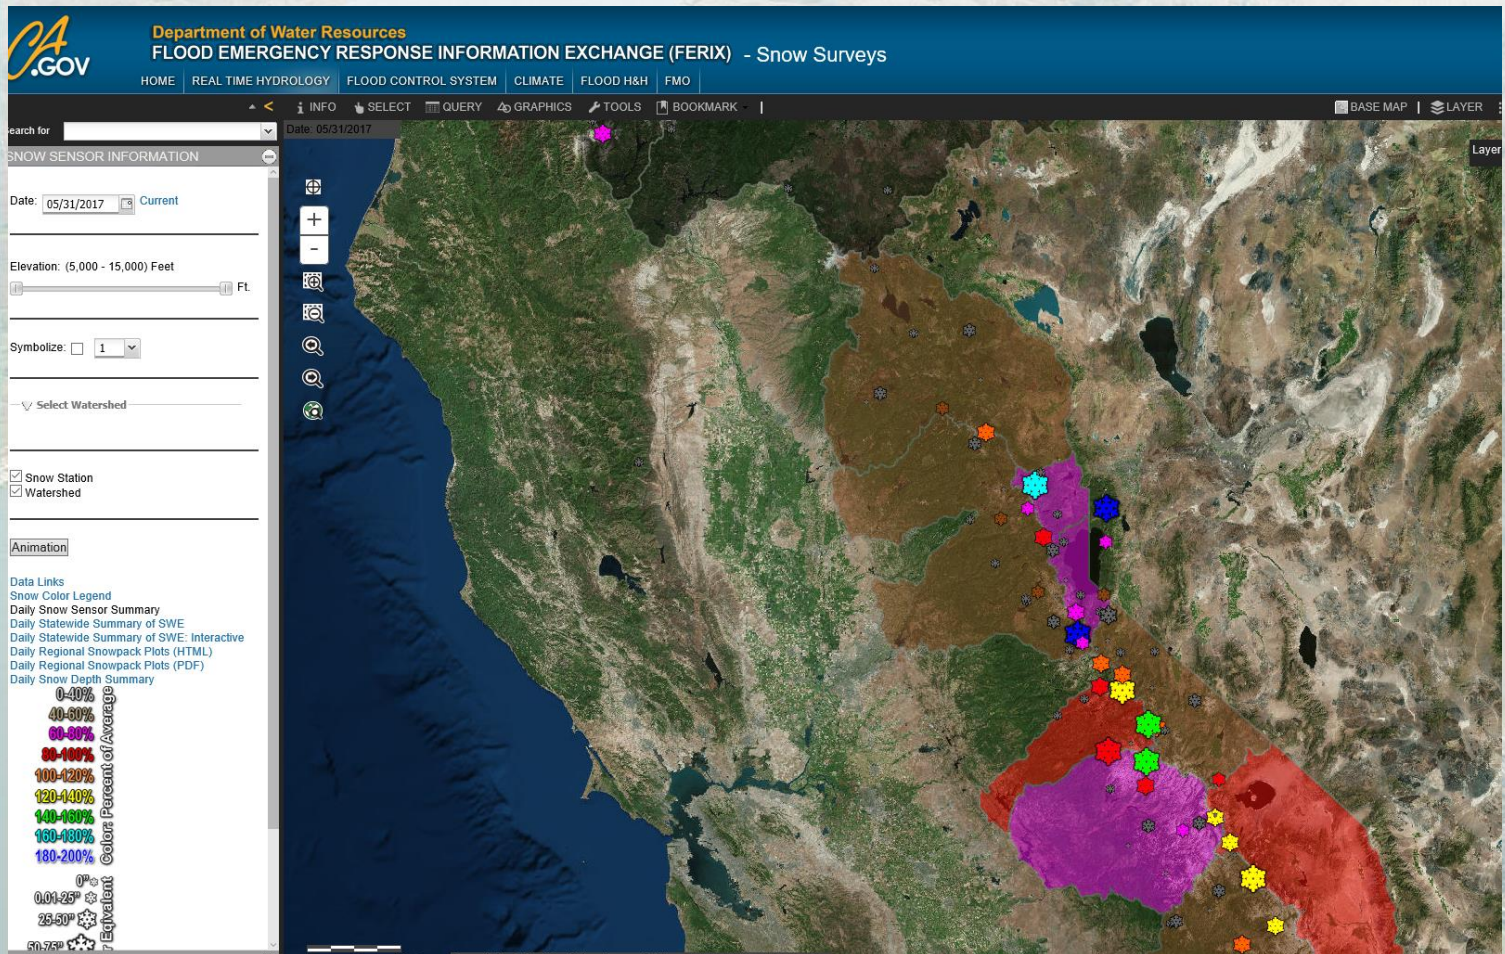 CA
.GOV
Department of Water Resources
FLOOD EMERGENCY RESPONSE INFORMATION EXCHANGE (FERIX) - Snow Surveys
HOME REAL TIME HYDROLOGY FLOOD CONTROL SYSTEM CLIMATE FLOOD H&H FMO
INFO SELECT QUERY GRAPHICS TOOLS BOOKMARK BASE MAP LAYER
earch for
Date: 05/31/2017
Layer
SNOW SENSOR INFORMATION
Date: 05/31/2017 Current
Elevation: (5,000 - 15,000) Feet
Ft.
Symbolize: 1
Select Watershed
Snow Station
Watershed
Animation
Data Links
Snow Color Legend
Daily Snow Sensor Summary
Daily Statewide Summary of SWE
Daily Statewide Summary of SWE: Interactive
Daily Regional Snowpack Plots (HTML)
Daily Regional Snowpack Plots (PDF)
Daily Snow Depth Summary
0-40%
40-60%
60-80%
80-100%
100-120%
120-140%
140-160%
160-180%
180-200%
Color: Percent of Average
0"
0.01-25"
25-50"
50-75"
r Eqivalent